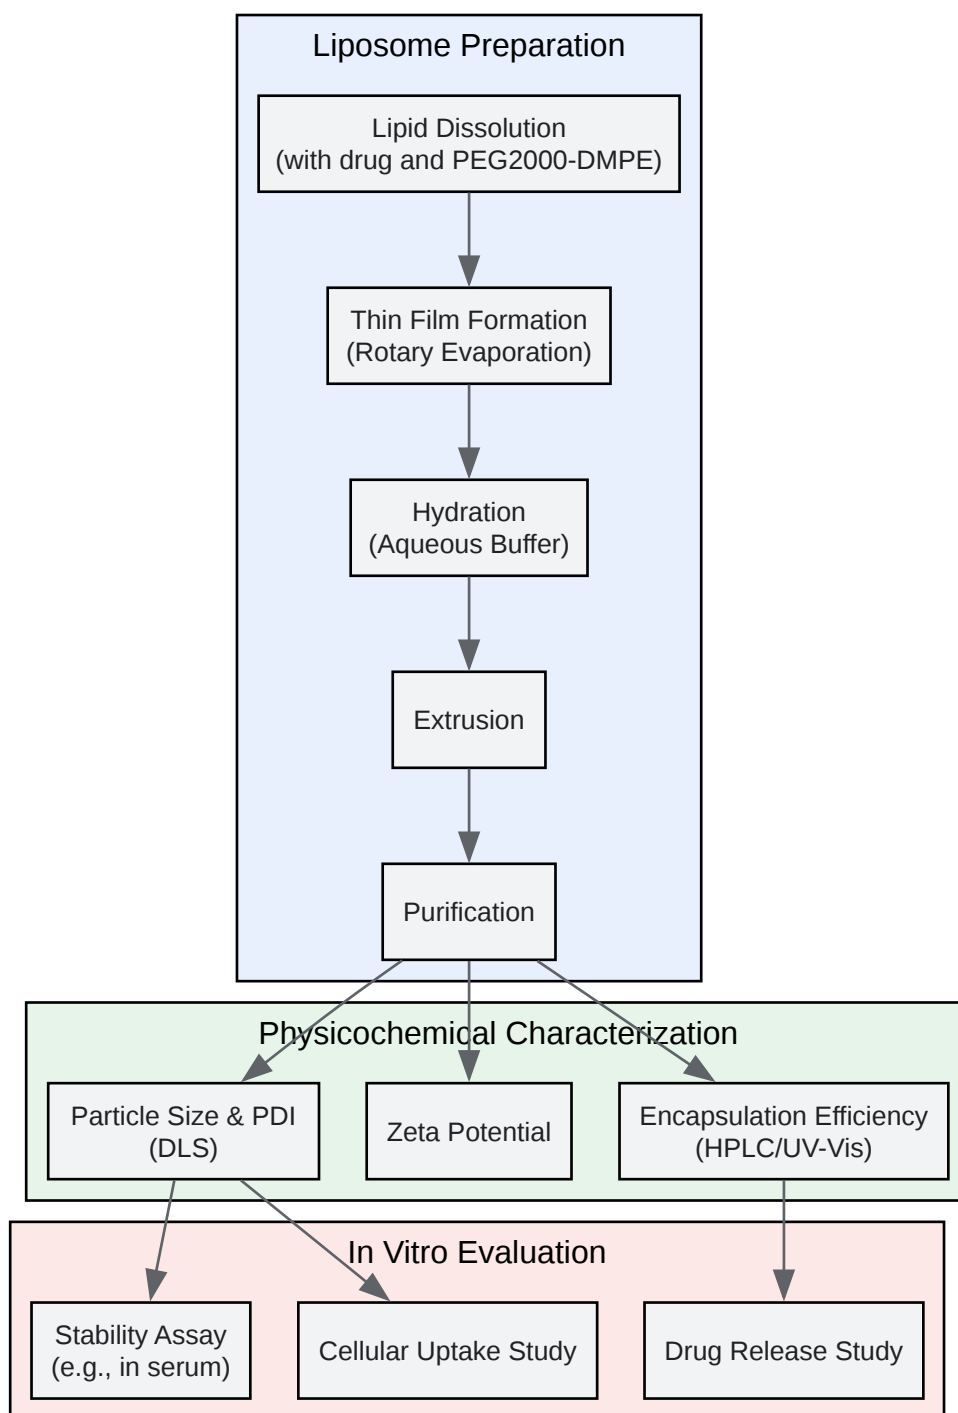 Liposome Preparation
Lipid Dissolution
(with drug and PEG2000-DMPE)
Thin Film Formation
(Rotary Evaporation)
Hydration
(Aqueous Buffer)
Extrusion
Purification
Physicochemical Characterization
Particle Size & PDI
(DLS)
Zeta Potential
Encapsulation Efficiency
(HPLC/UV-Vis)
In Vitro Evaluation
Stability Assay
(e.g., in serum)
Cellular Uptake Study
Drug Release Study